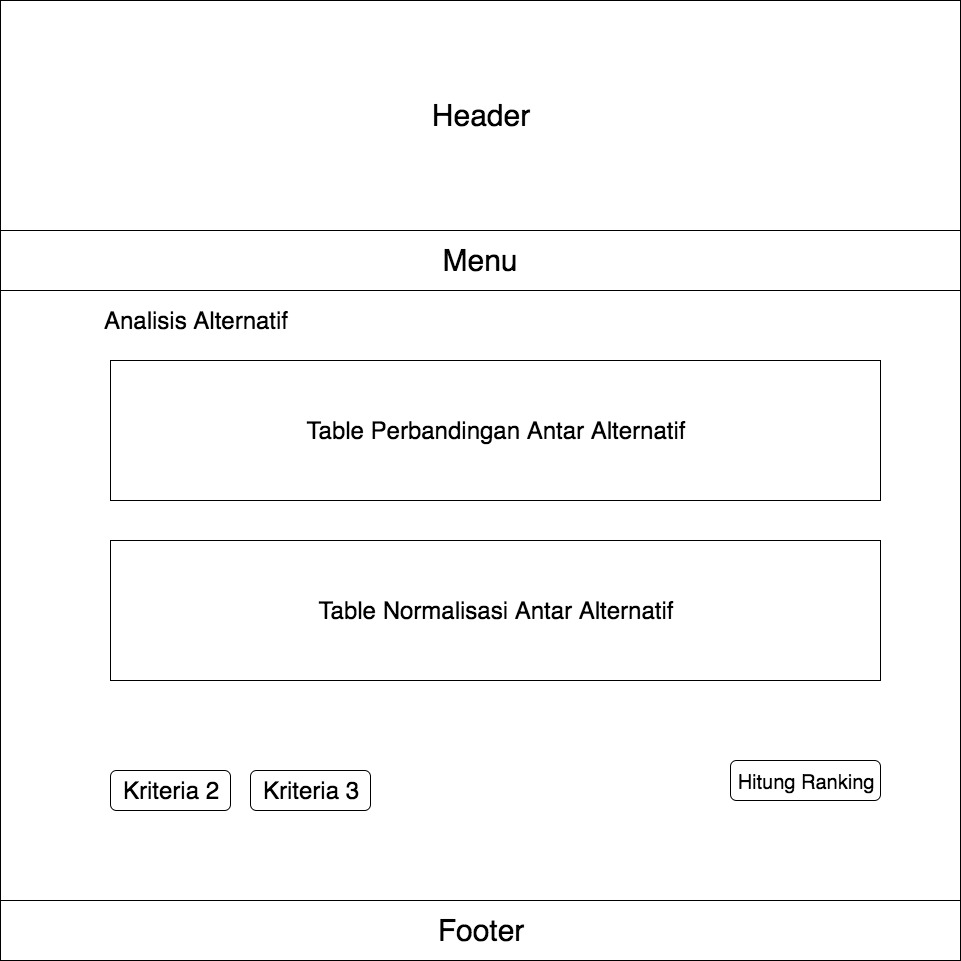 Header
Menu
Analisis Alternatif
Table Perbandingan Antar Alternatif
Table Normalisasi Antar Alternatif
Kriteria 2
Kriteria 3
Hitung Ranking
Footer